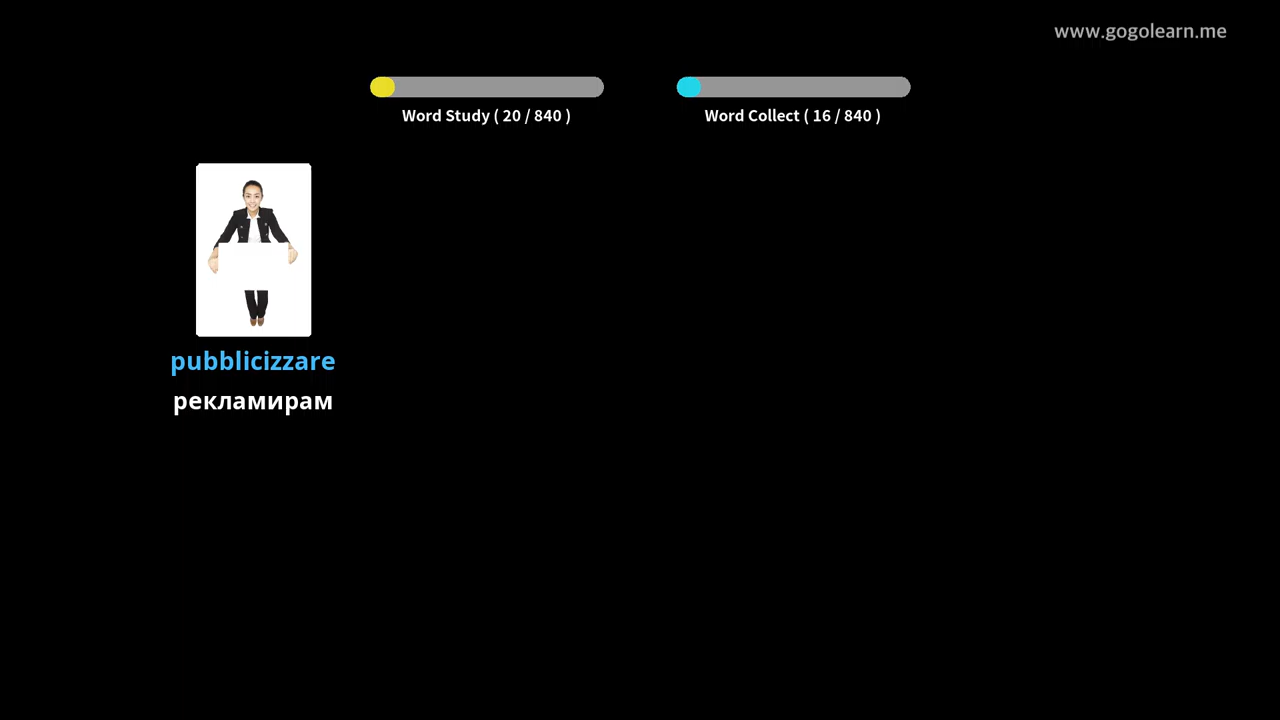 www.gogolearn.me
Word Study ( 20 / 840 )
Word Collect ( 16 / 840 )
pubblicizzare
рекламирам